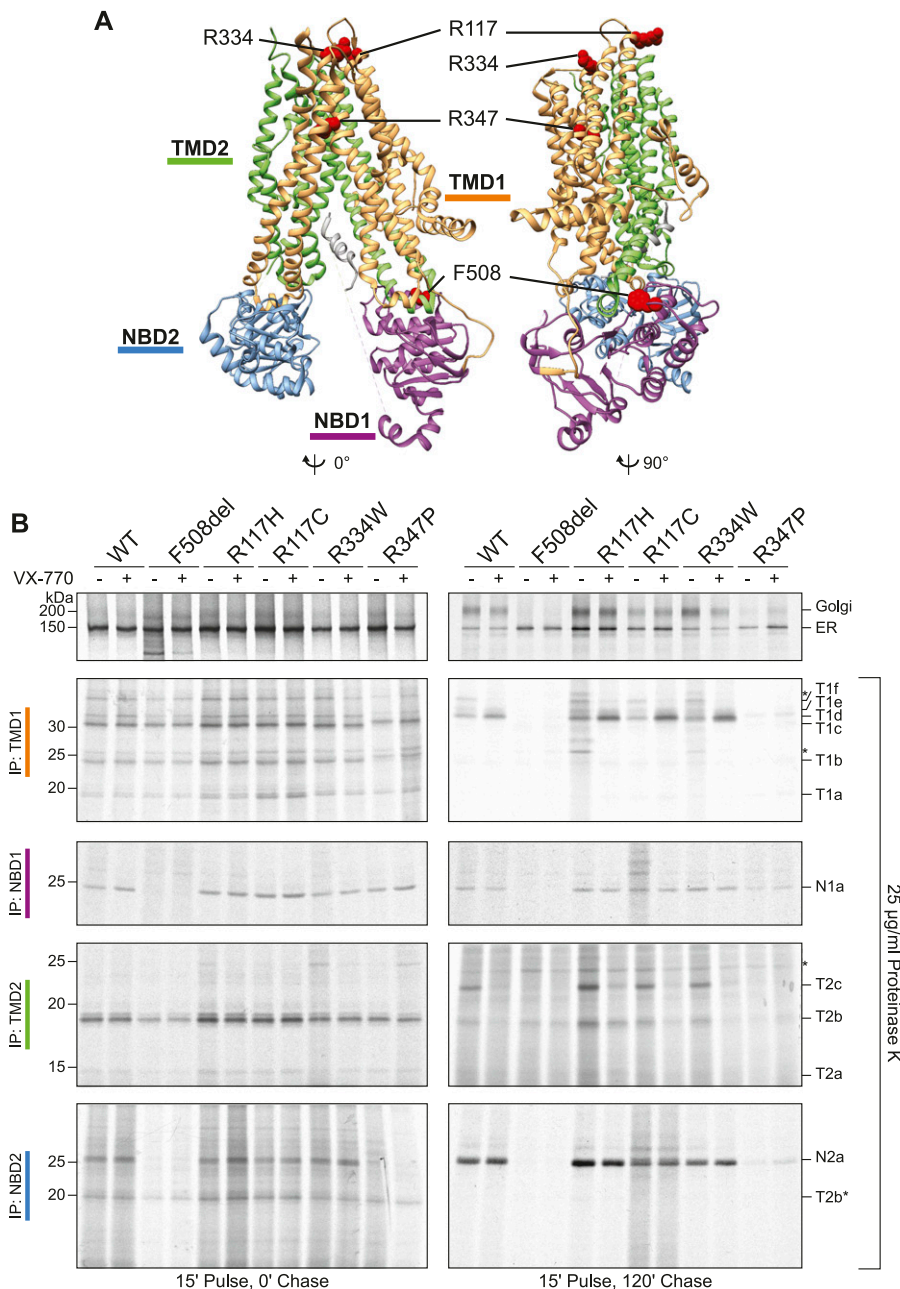 A
R334
R117
R334
R347
TMD2
TMD1
F508
NBD2
NBD1
0°
90°
B
WT F508del R117H R117C R334W R347P WT F508del R117H R117C R334W R347P
VX-770 - + - + - + - + - + - + - + - + - + - + - + - +
kDa
200
150
Golgi
ER
IP: TMD1
30
25
20
T1f
*
T1e
T1d
T1c
*
T1b
T1a
IP: NBD1
25
N1a
IP: TMD2
25
20
15
*
T2c
T2b
T2a
IP: NBD2
25
20
N2a
T2b*
25 µg/ml Proteinase K
15' Pulse, 0' Chase
15' Pulse, 120' Chase